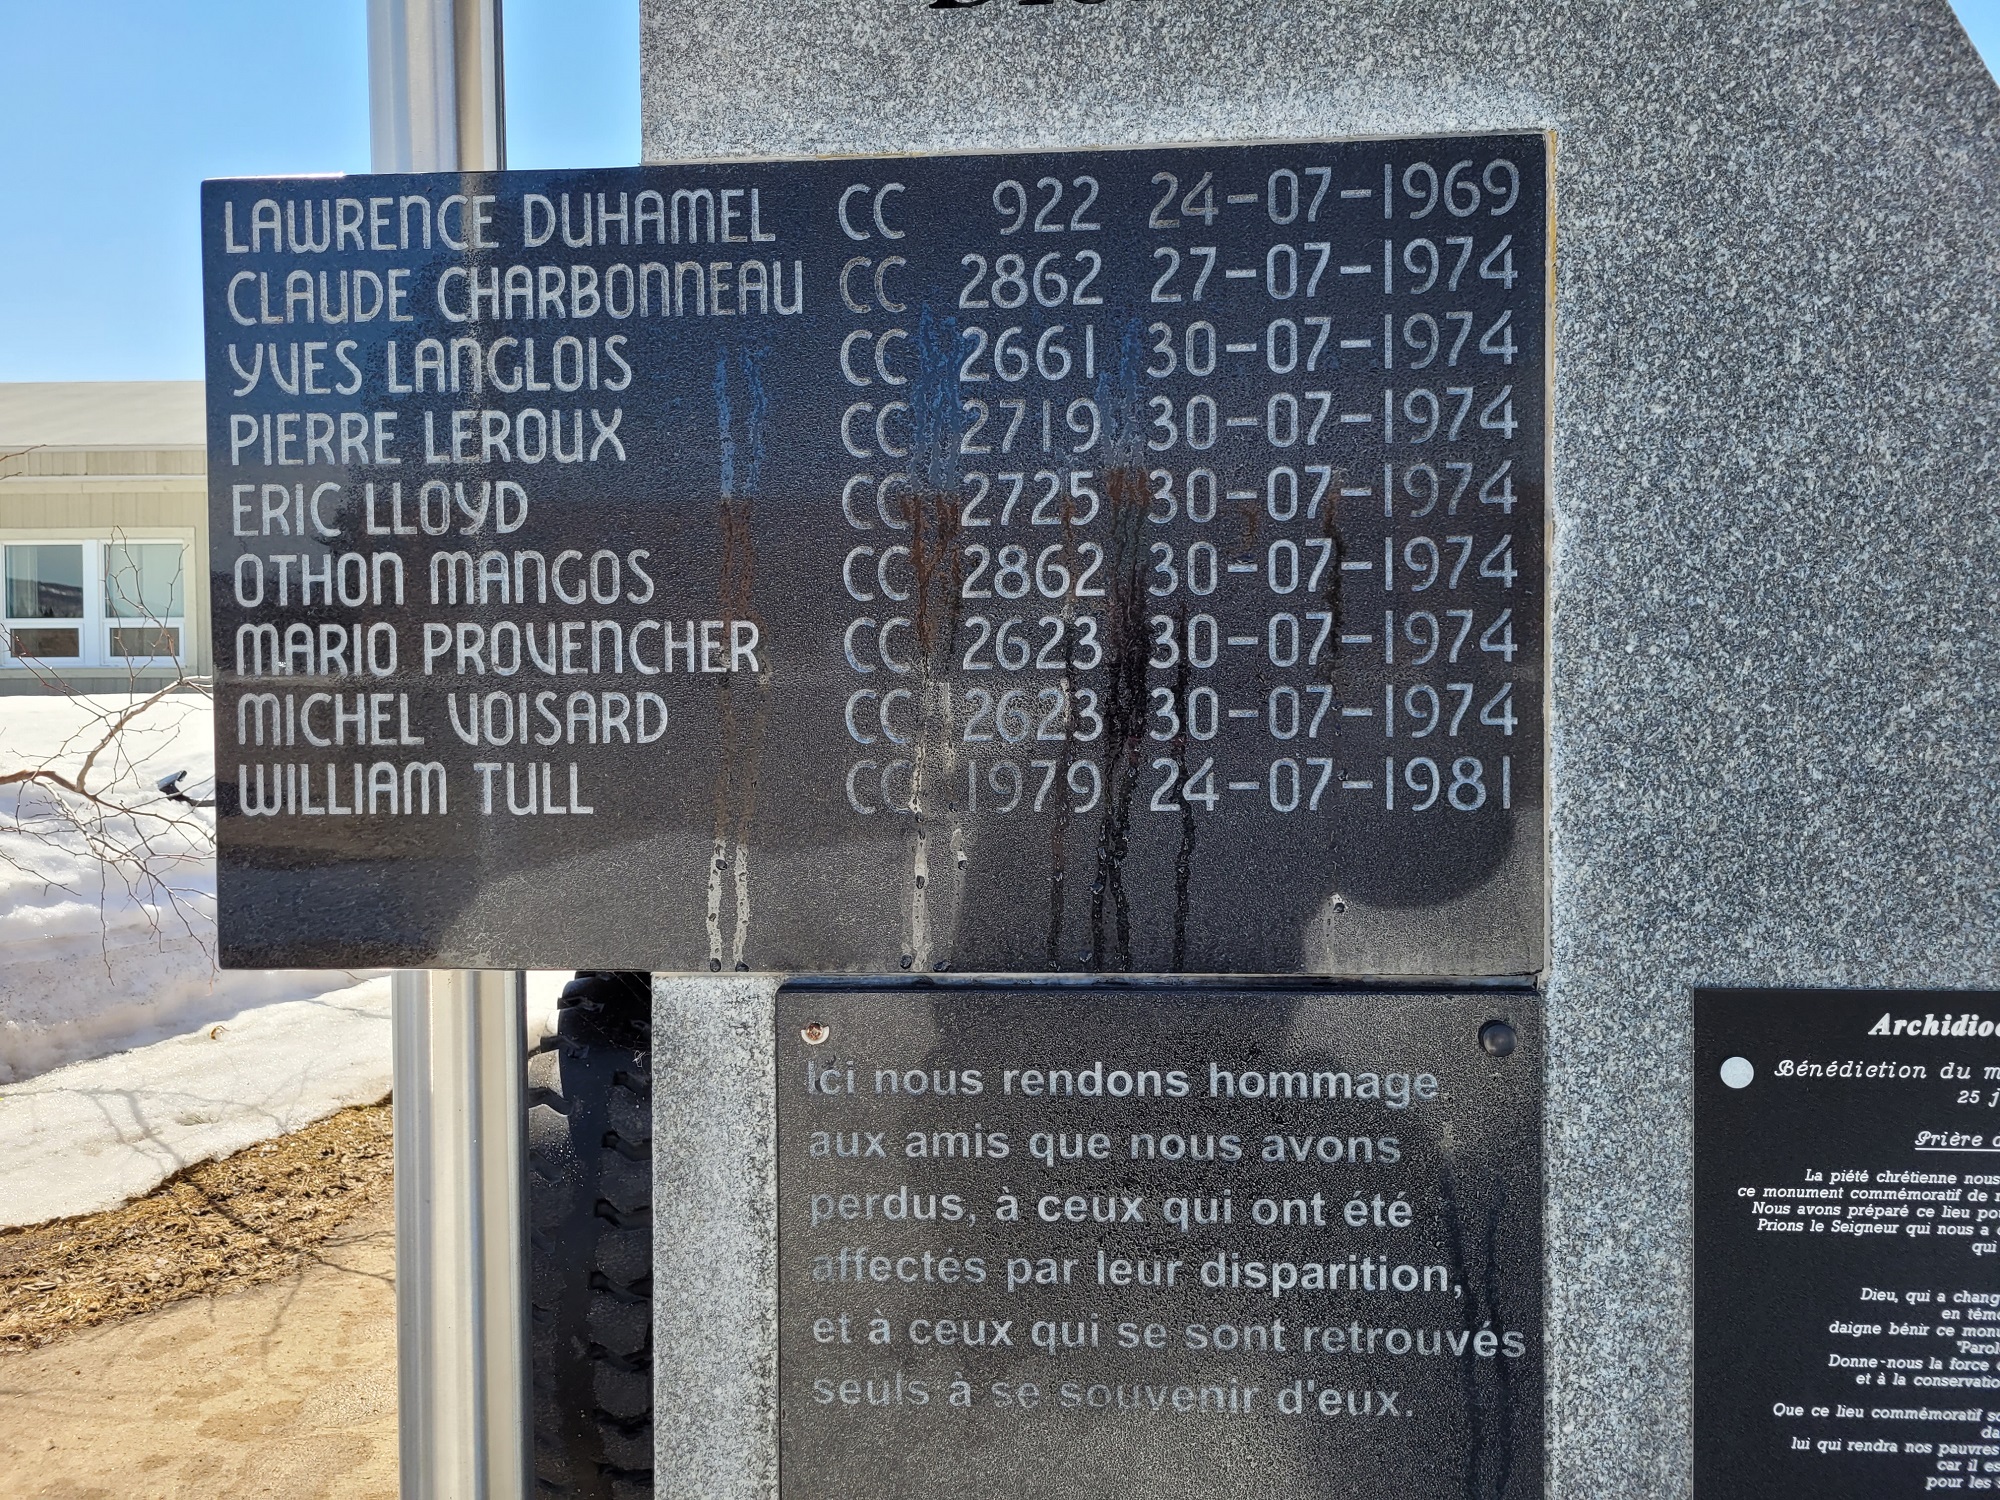 LAWRENCE DUHAMEL CC 922 24-07-1969
CLAUDE CHARBONNEAU CC 2862 27-07-1974
YVES LANGLOIS CC 2661 30-07-1974
PIERRE LEROUX CC 2719 30-07-1974
ERIC LLOYD CC 2725 30-07-1974
OTHON MANGOS CC 2862 30-07-1974
MARIO PROVENCHER CC 2623 30-07-1974
MICHEL VOISARD CC 2623 30-07-1974
WILLIAM TULL CC 1979 24-07-1981
Ici nous rendons hommage
aux amis que nous avons
perdus, à ceux qui ont été
affectés par leur disparition,
et à ceux qui se sont retrouvés
seuls à se souvenir d'eux.
Bénédiction du
25
Prière
La piété chrétienne nous
ce monument commémoratif de
Nous avons préparé ce lieu
Prions le Seigneur qui nous a
qui
Dieu, qui a
en
daigne bénir ce
Donne-nous la force
et à la
Que ce lieu commémoratif
lui qui rendra nos pauvres
car il
pour les